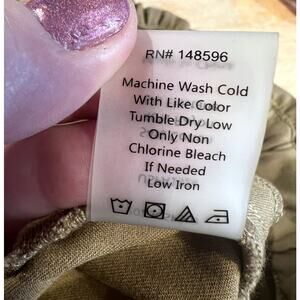 RN# 148596
Machine Wash Cold
With Like Color
Tumble Dry Low
Only Non
Chlorine Bleach
If Needed
Low Iron